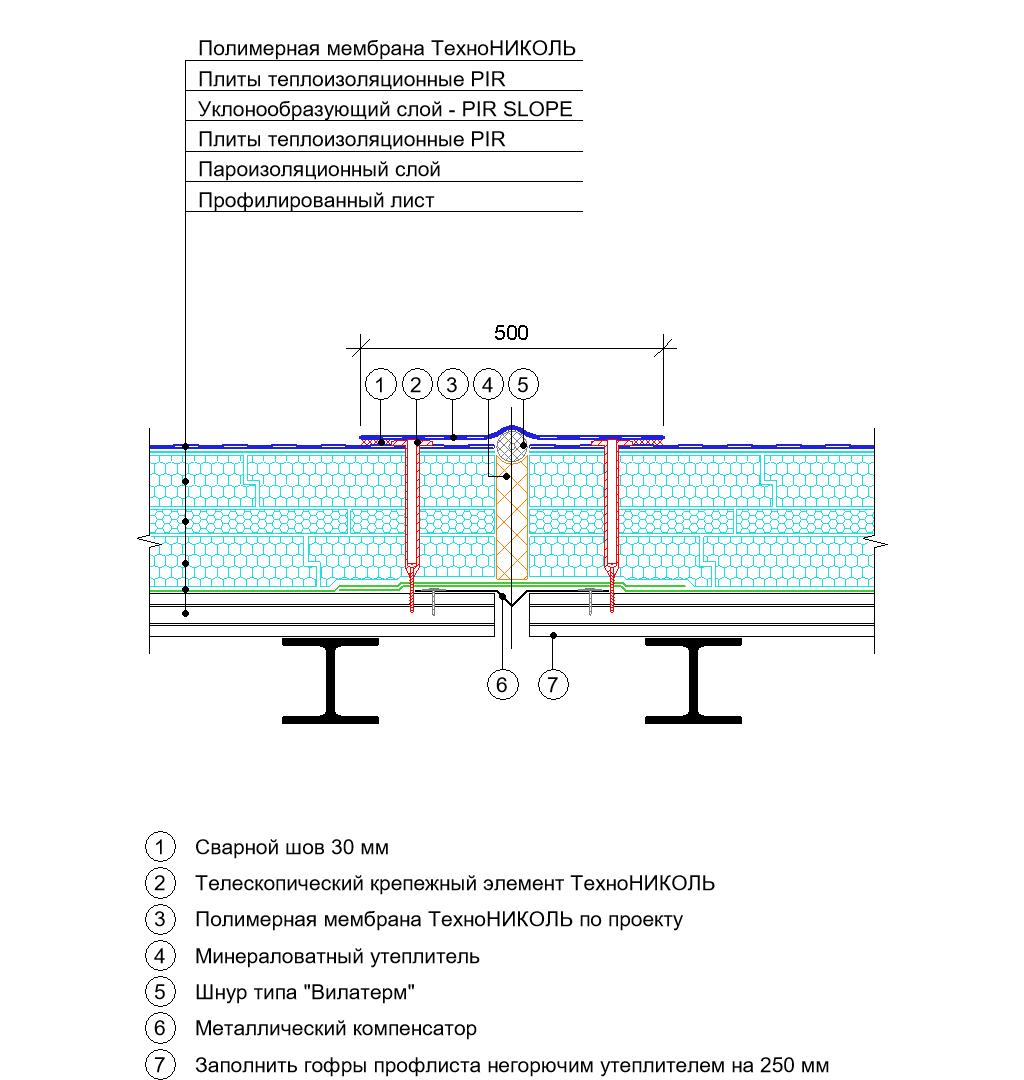 Полимерная мембрана ТехноНИКОЛЬ
Плиты теплоизоляционные PIR
Уклонообразующий слой - PIR SLOPE
Плиты теплоизоляционные PIR
Пароизоляционный слой
Профилированный лист
500
1 2 3 4 5
6 7
1 Сварной шов 30 мм
2 Телескопический крепежный элемент ТехноНИКОЛЬ
3 Полимерная мембрана ТехноНИКОЛЬ по проекту
4 Минераловатный утеплитель
5 Шнур типа "Вилатерм"
6 Металлический компенсатор
7 Заполнить гофры профлиста негорючим утеплителем на 250 мм